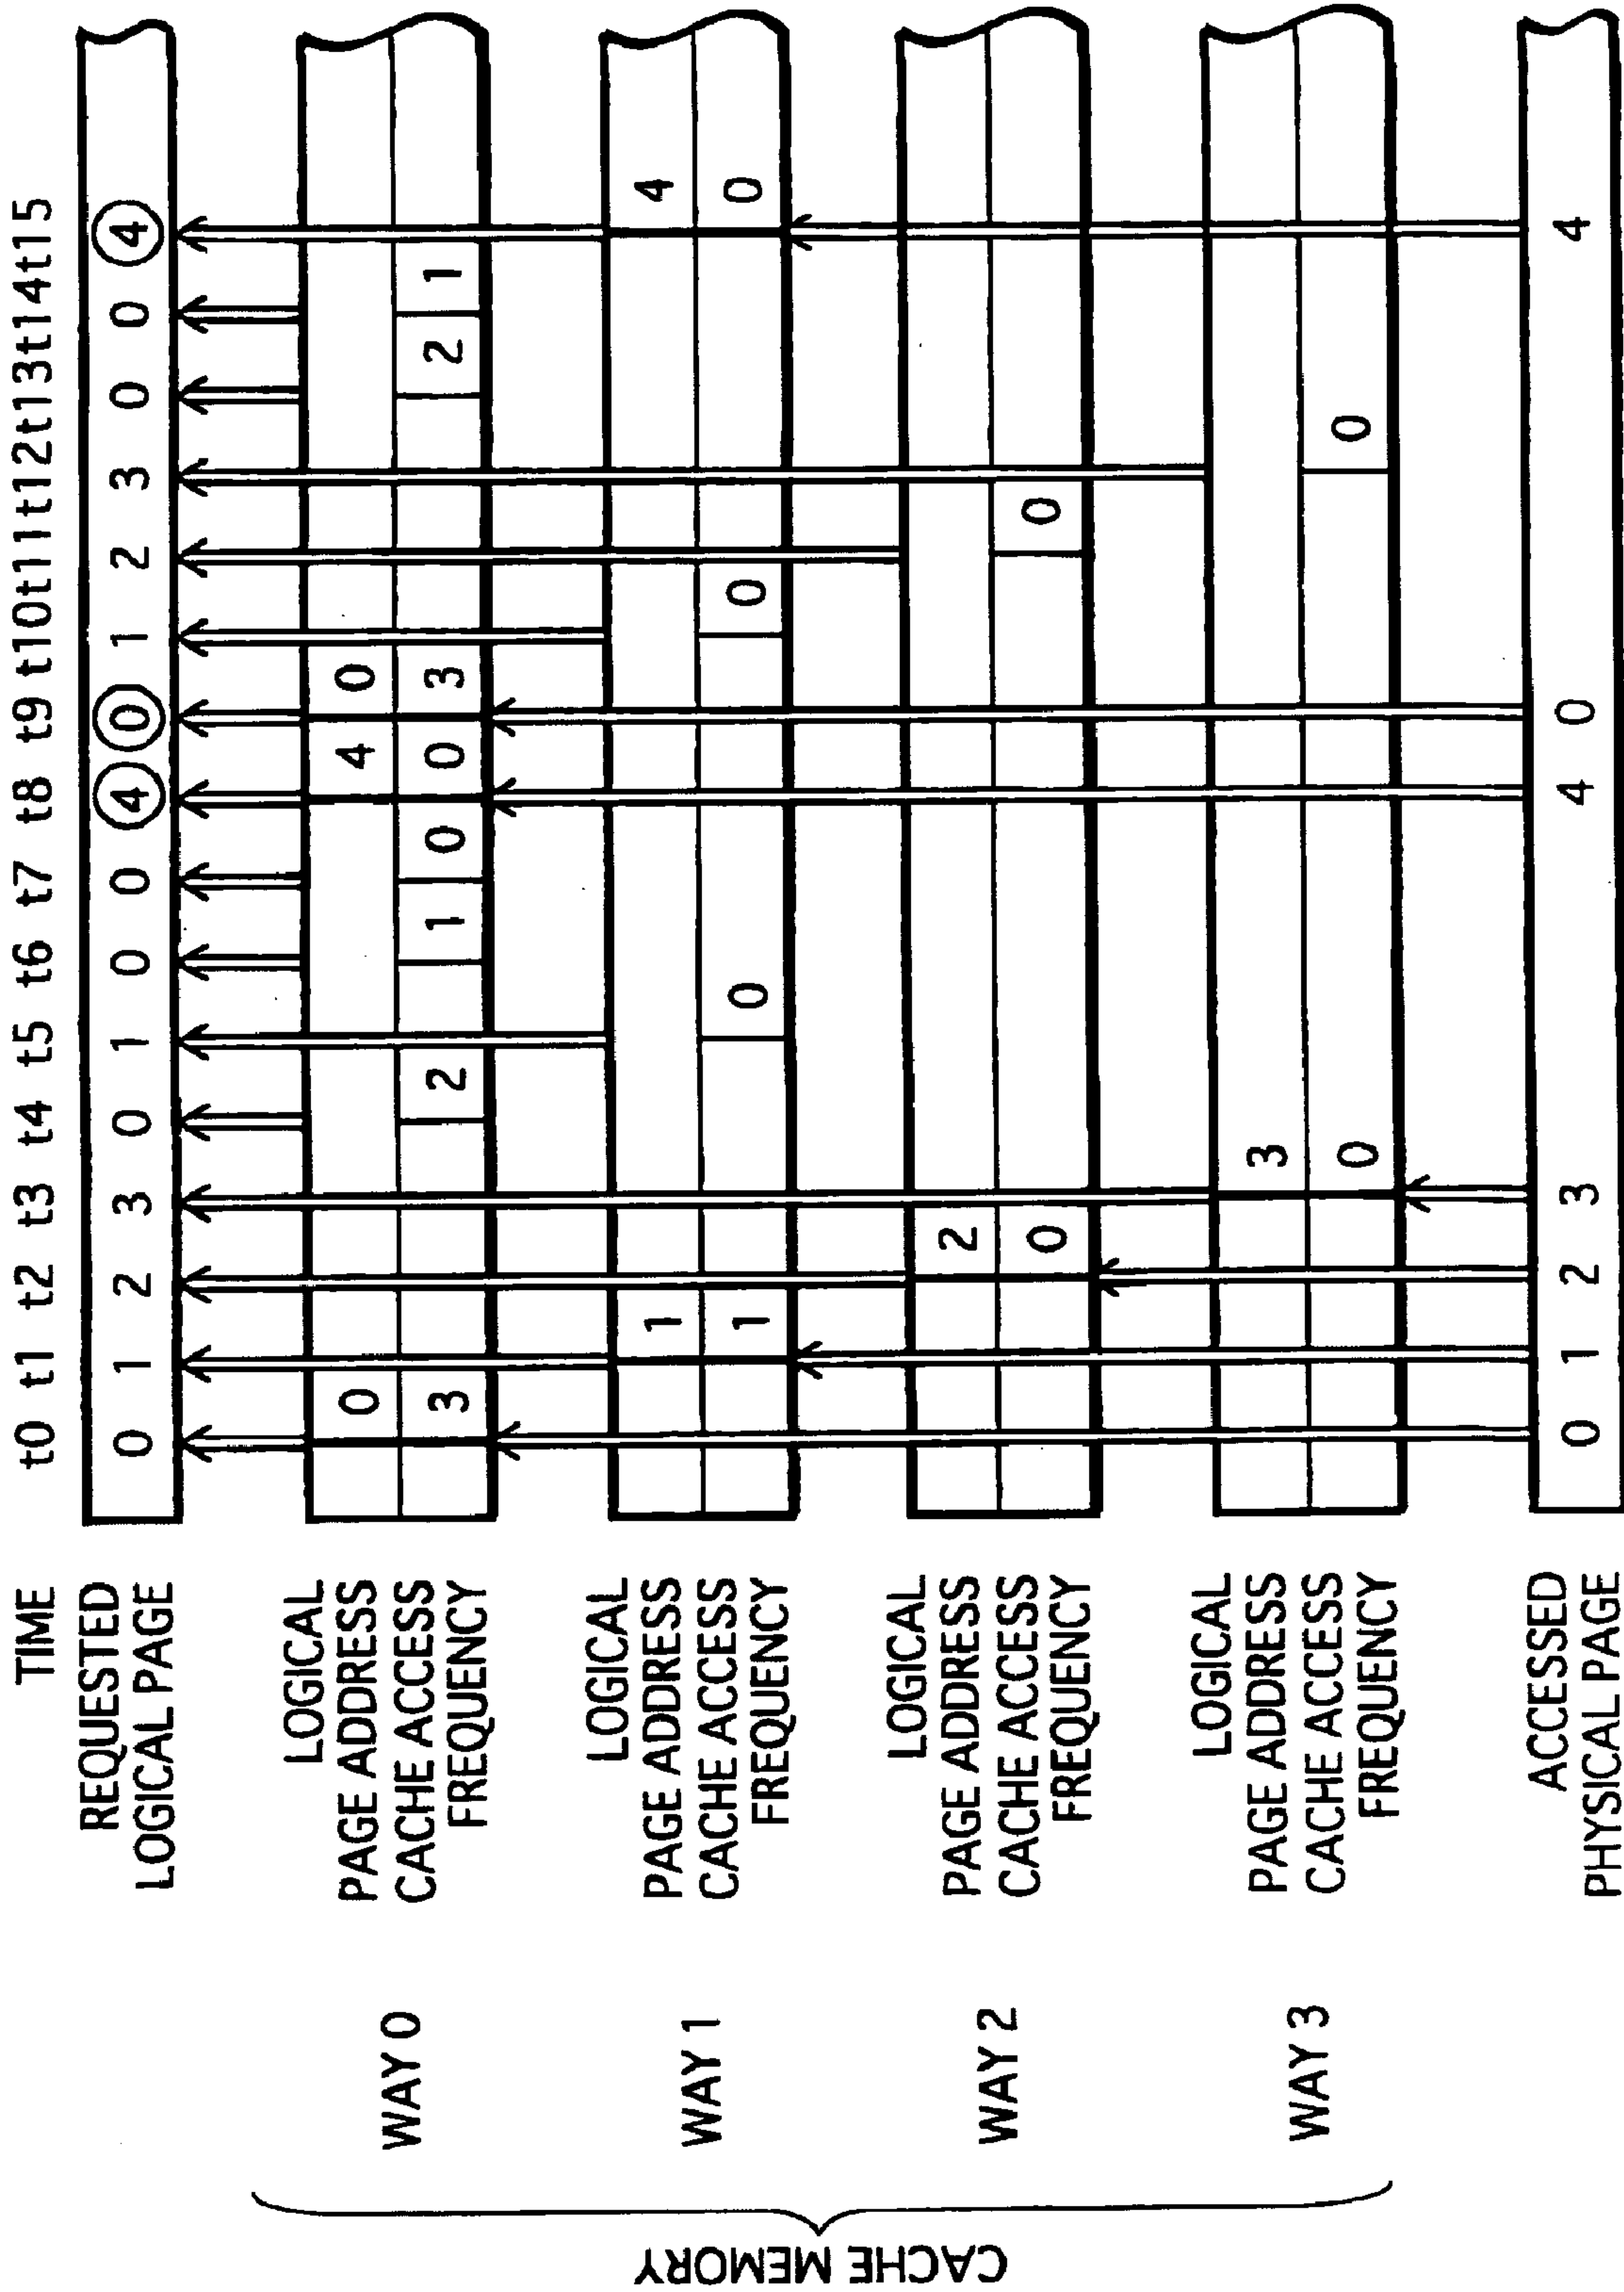 TIME t0 t1 t2 t3 t4 t5 t6 t7 t8 t9 t10 t11 t12 t13 t14 t15
REQUESTED
LOGICAL PAGE
0 1 2 3 0 1 0 0 4 0 1 2 3 0 0 4
CACHE MEMORY
WAY 0
LOGICAL
PAGE ADDRESS
0 4 0
CACHE ACCESS
FREQUENCY
3 2 1 0 0 3 2 1
WAY 1
LOGICAL
PAGE ADDRESS
1 4
CACHE ACCESS
FREQUENCY
1 0 0 0
WAY 2
LOGICAL
PAGE ADDRESS
2
CACHE ACCESS
FREQUENCY
0 0
WAY 3
LOGICAL
PAGE ADDRESS
3
CACHE ACCESS
FREQUENCY
0 0
ACCESSED
PHYSICAL PAGE
0 1 2 3 4 0 4